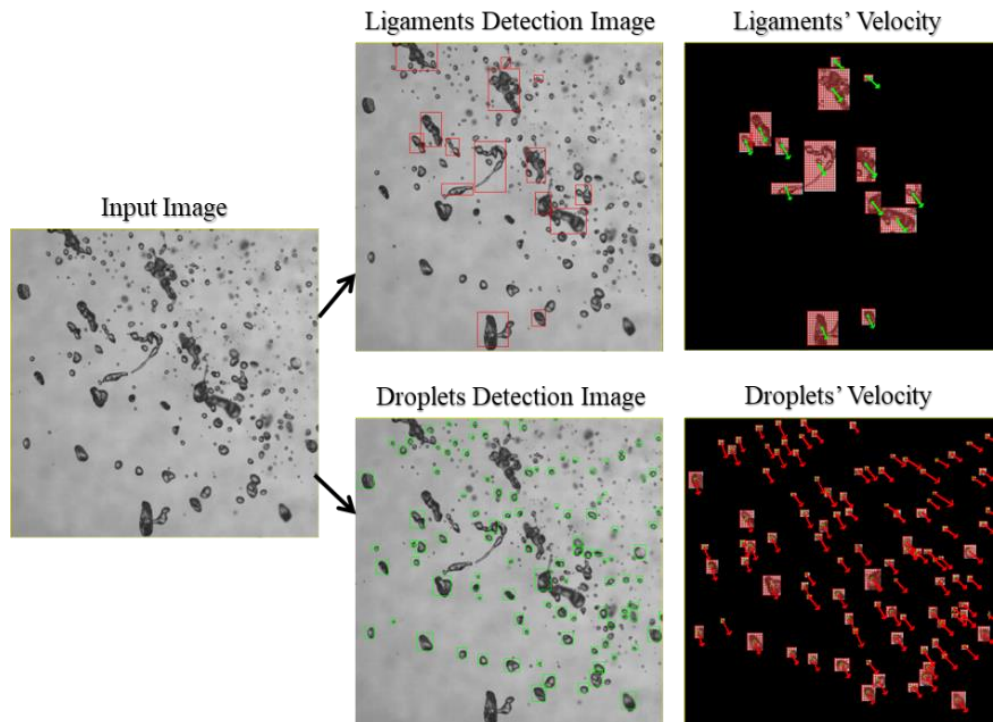 Ligaments Detection Image
Ligaments’ Velocity
Input Image
Droplets Detection Image
Droplets’ Velocity